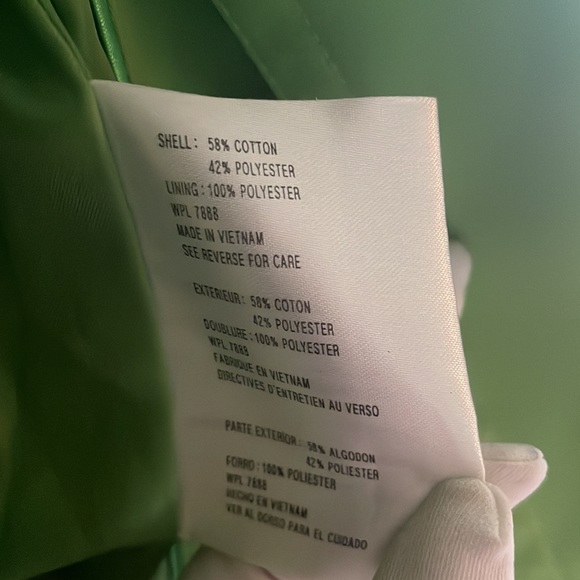 SHELL: 58% COTTON
42% POLYESTER
LINING: 100% POLYESTER
WPL 7888
MADE IN VIETNAM
SEE REVERSE FOR CARE
EXTERIEUR: 58% COTON
42% POLYESTER
DOUBLURE: 100% POLYESTER
WPL 7888
FABRIQUE EN VIETNAM
DIRECTIVES D'ENTRETIEN AU VERSO
PARTE EXTERIOR: 58% ALGODON
42% POLIESTER
FORRO: 100% POLIESTER
WPL 7888
HECHO EN VIETNAM
VER AL DORSO PARA EL CUIDADO